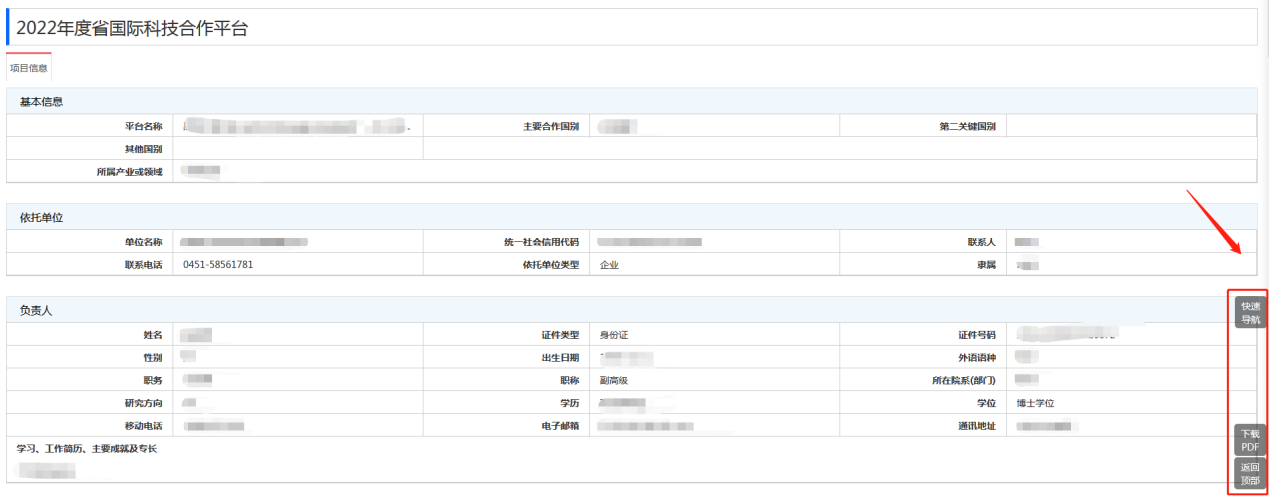 2022年度省国际科技合作平台
项目信息
基本信息
平台名称 主要合作国别 第二关键国别
其他国别
所属产业或领域
依托单位
单位名称 统一社会信用代码 联系人
联系电话 0451-58561781 依托单位类型 企业 隶属
负责人
快速
导航
姓名 证件类型 身份证 证件号码
性别 出生日期 外语语种
职务 职称 副高级 所在院系(部门)
研究方向 学历 学位 博士学位
移动电话 电子邮箱 通讯地址
下载
PDF
学习、工作简历、主要成就及专长
返回
顶部